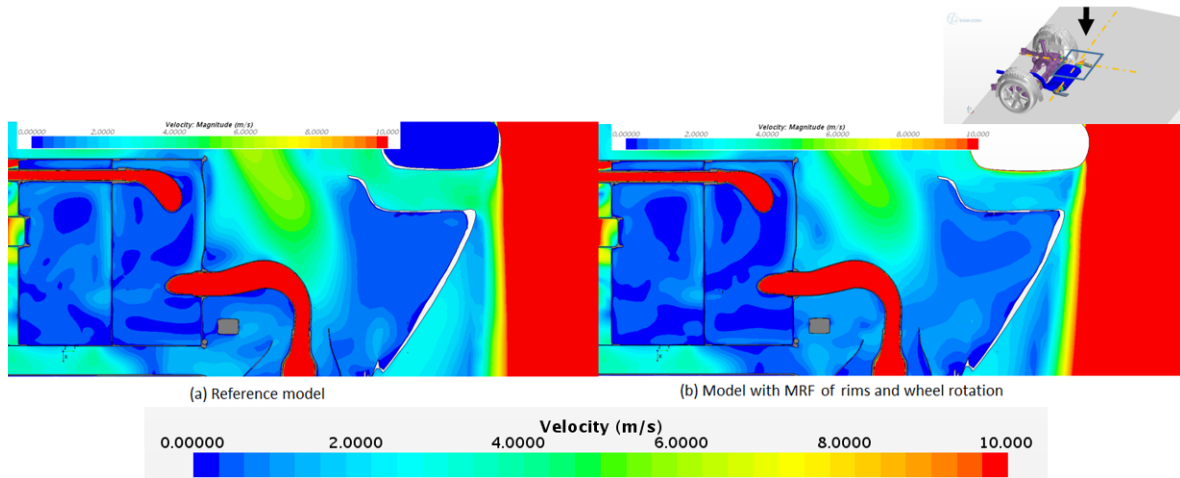 Velocity: Magnitude (m/s)
0.00000 2.0000 4.0000 6.0000 8.0000 10.000
Velocity: Magnitude (m/s)
0.00000 2.0000 4.0000 6.0000 8.0000 10.000
(a) Reference model
(b) Model with MRF of rims and wheel rotation
Velocity (m/s)
0.00000 2.0000 4.0000 6.0000 8.0000 10.000